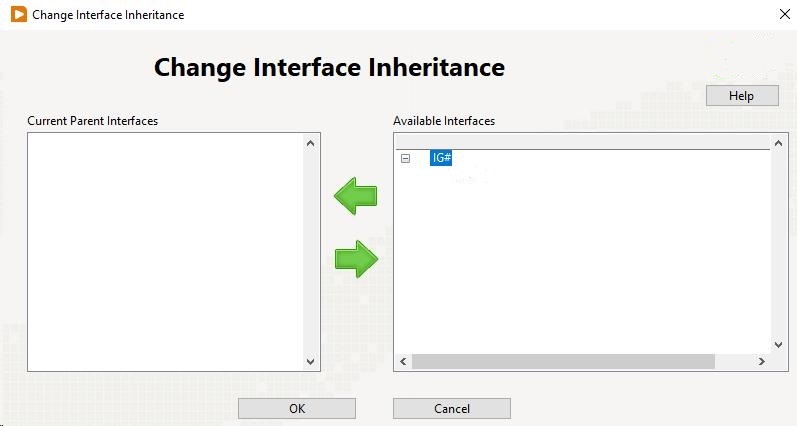 Change Interface Inheritance
Change Interface Inheritance
Help
Current Parent Interfaces
Available Interfaces
IG#
OK
Cancel